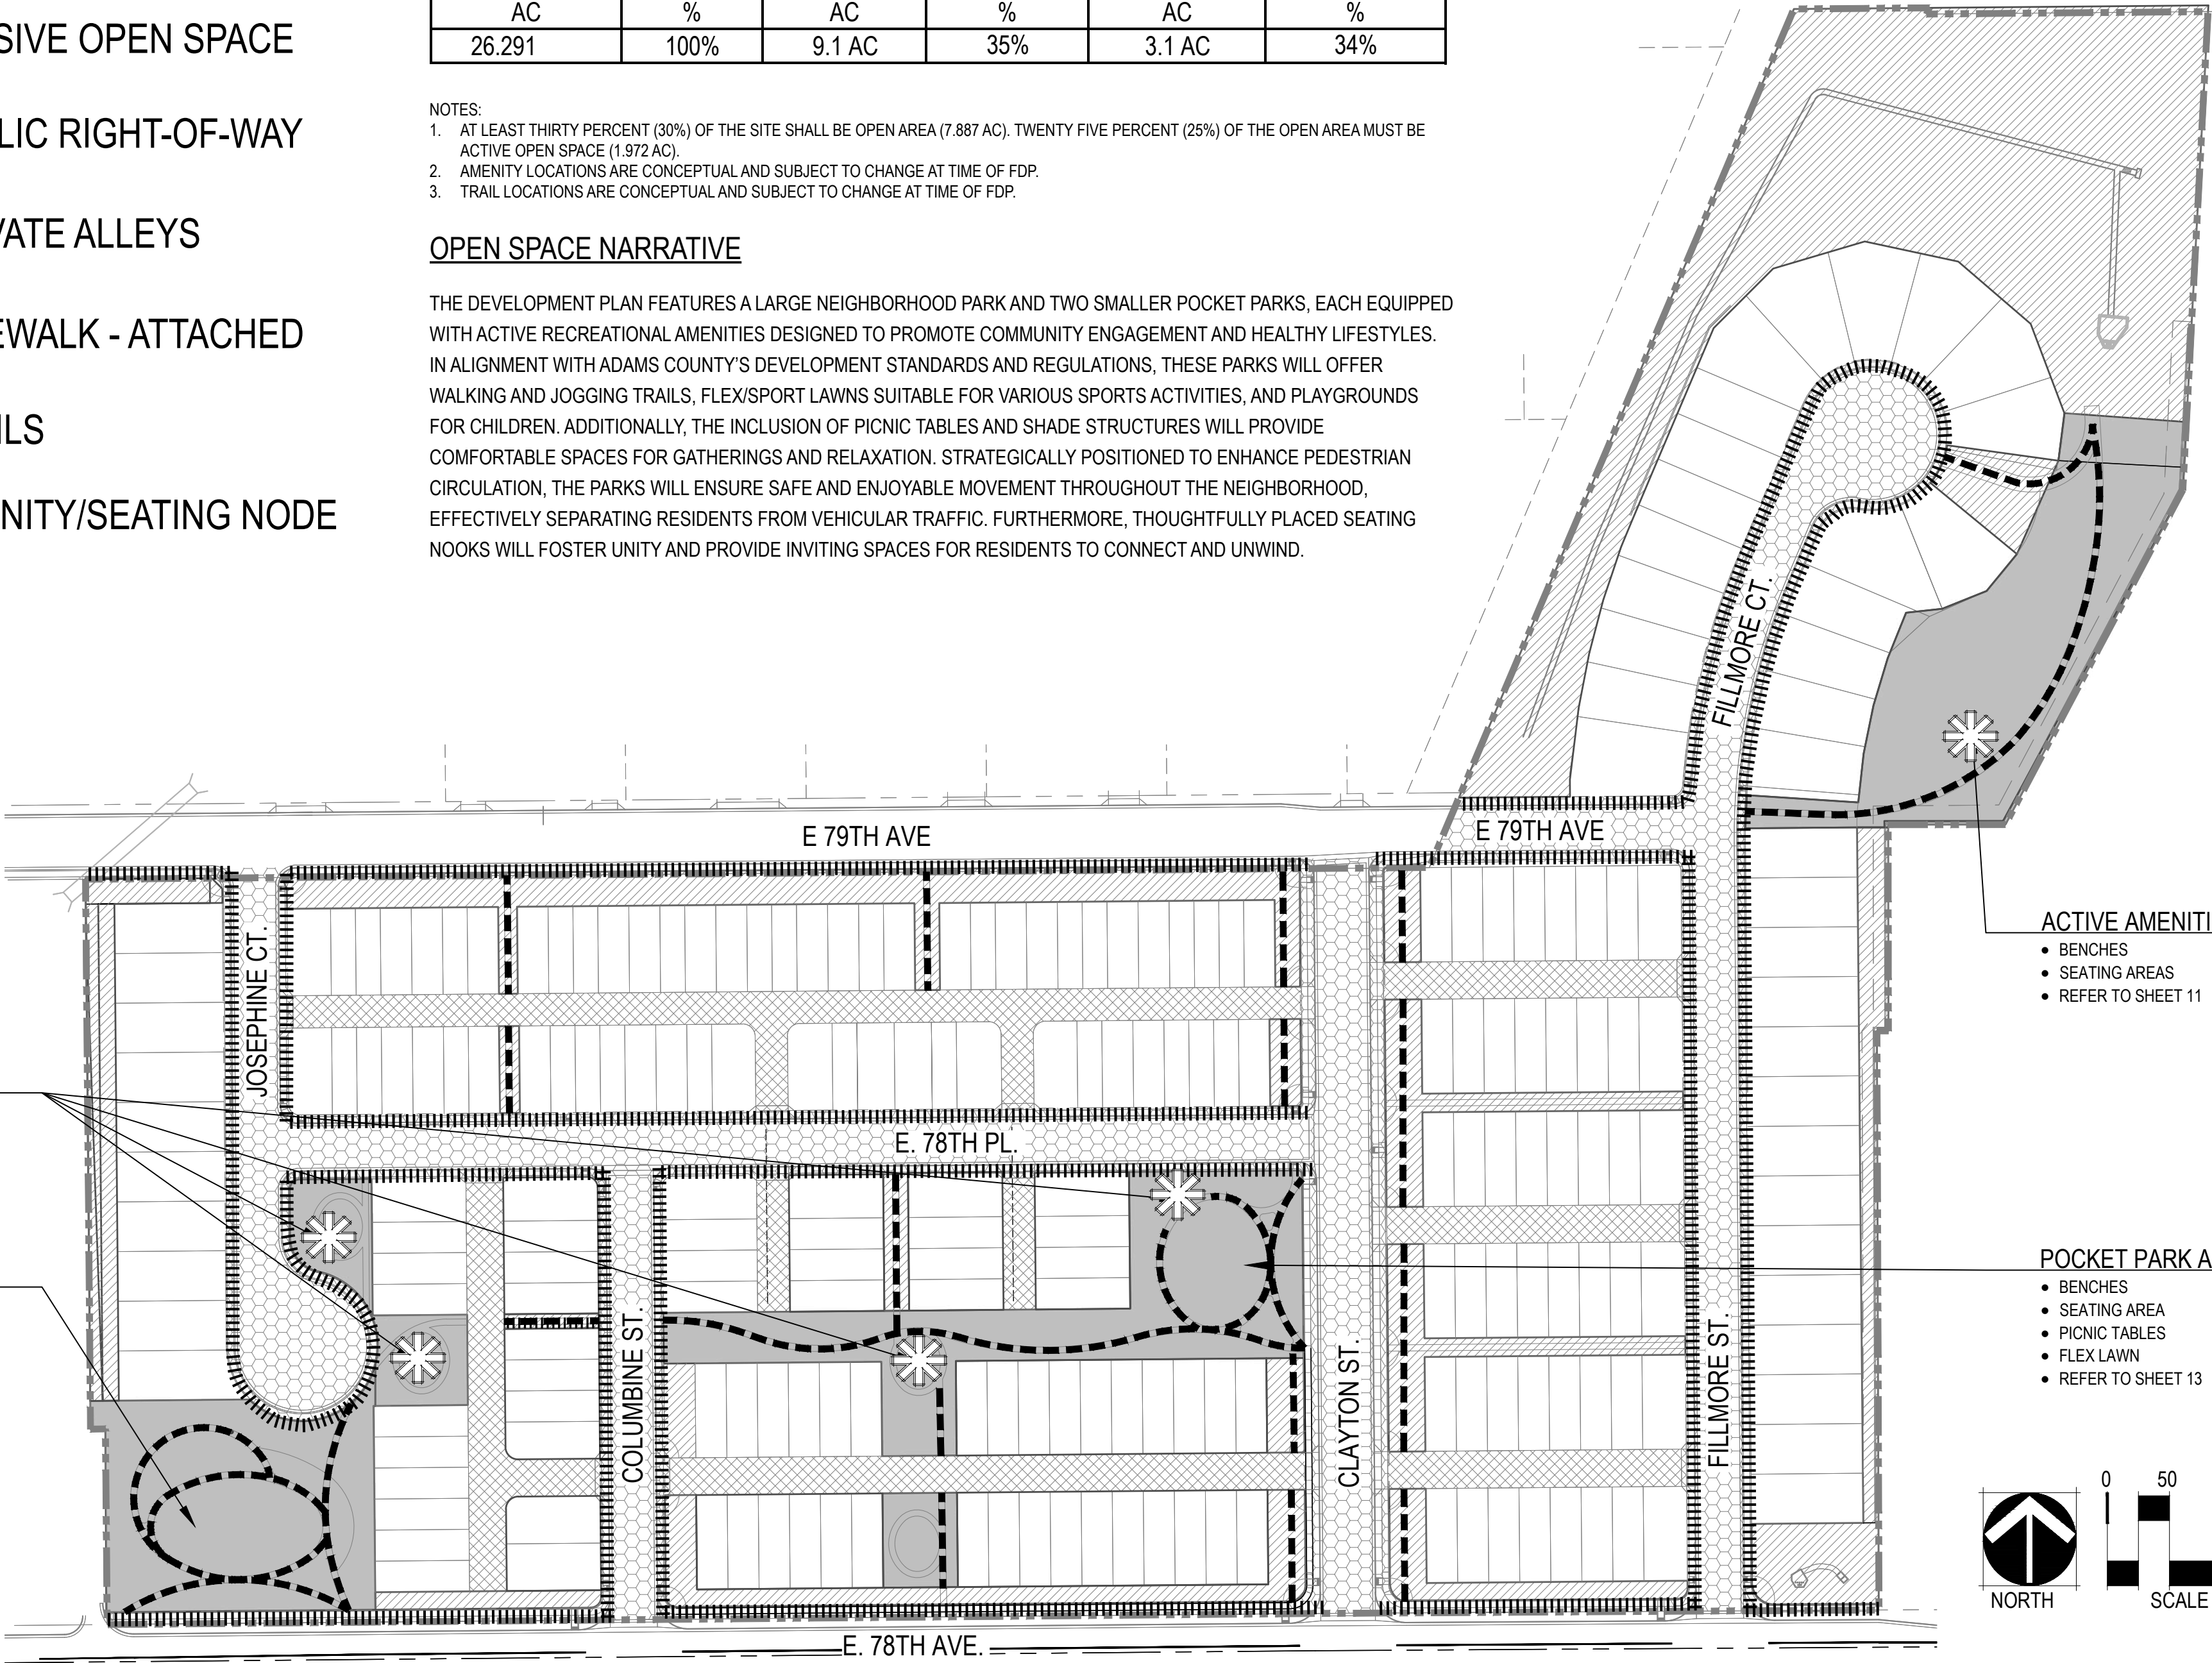 SIVE OPEN SPACE
LIC RIGHT-OF-WAY
VATE ALLEYS
EWALK - ATTACHED
ILS
NITY/SEATING NODE
AC % AC % AC %
26.291 100% 9.1 AC 35% 3.1 AC 34%
NOTES:
1. AT LEAST THIRTY PERCENT (30%) OF THE SITE SHALL BE OPEN AREA (7.887 AC). TWENTY FIVE PERCENT (25%) OF THE OPEN AREA MUST BE
ACTIVE OPEN SPACE (1.972 AC).
2. AMENITY LOCATIONS ARE CONCEPTUAL AND SUBJECT TO CHANGE AT TIME OF FDP.
3. TRAIL LOCATIONS ARE CONCEPTUAL AND SUBJECT TO CHANGE AT TIME OF FDP.
OPEN SPACE NARRATIVE
THE DEVELOPMENT PLAN FEATURES A LARGE NEIGHBORHOOD PARK AND TWO SMALLER POCKET PARKS, EACH EQUIPPED
WITH ACTIVE RECREATIONAL AMENITIES DESIGNED TO PROMOTE COMMUNITY ENGAGEMENT AND HEALTHY LIFESTYLES.
IN ALIGNMENT WITH ADAMS COUNTY'S DEVELOPMENT STANDARDS AND REGULATIONS, THESE PARKS WILL OFFER
WALKING AND JOGGING TRAILS, FLEX/SPORT LAWNS SUITABLE FOR VARIOUS SPORTS ACTIVITIES, AND PLAYGROUNDS
FOR CHILDREN. ADDITIONALLY, THE INCLUSION OF PICNIC TABLES AND SHADE STRUCTURES WILL PROVIDE
COMFORTABLE SPACES FOR GATHERINGS AND RELAXATION. STRATEGICALLY POSITIONED TO ENHANCE PEDESTRIAN
CIRCULATION, THE PARKS WILL ENSURE SAFE AND ENJOYABLE MOVEMENT THROUGHOUT THE NEIGHBORHOOD,
EFFECTIVELY SEPARATING RESIDENTS FROM VEHICULAR TRAFFIC. FURTHERMORE, THOUGHTFULLY PLACED SEATING
NOOKS WILL FOSTER UNITY AND PROVIDE INVITING SPACES FOR RESIDENTS TO CONNECT AND UNWIND.
FILLMORE CT.
E 79TH AVE
E 79TH AVE
JOSEPHINE CT.
E. 78TH PL.
COLUMBINE ST.
CLAYTON ST.
FILLMORE ST.
E. 78TH AVE.
ACTIVE AMENITI
• BENCHES
• SEATING AREAS
• REFER TO SHEET 11
POCKET PARK A
• BENCHES
• SEATING AREA
• PICNIC TABLES
• FLEX LAWN
• REFER TO SHEET 13
0 50
NORTH
SCALE